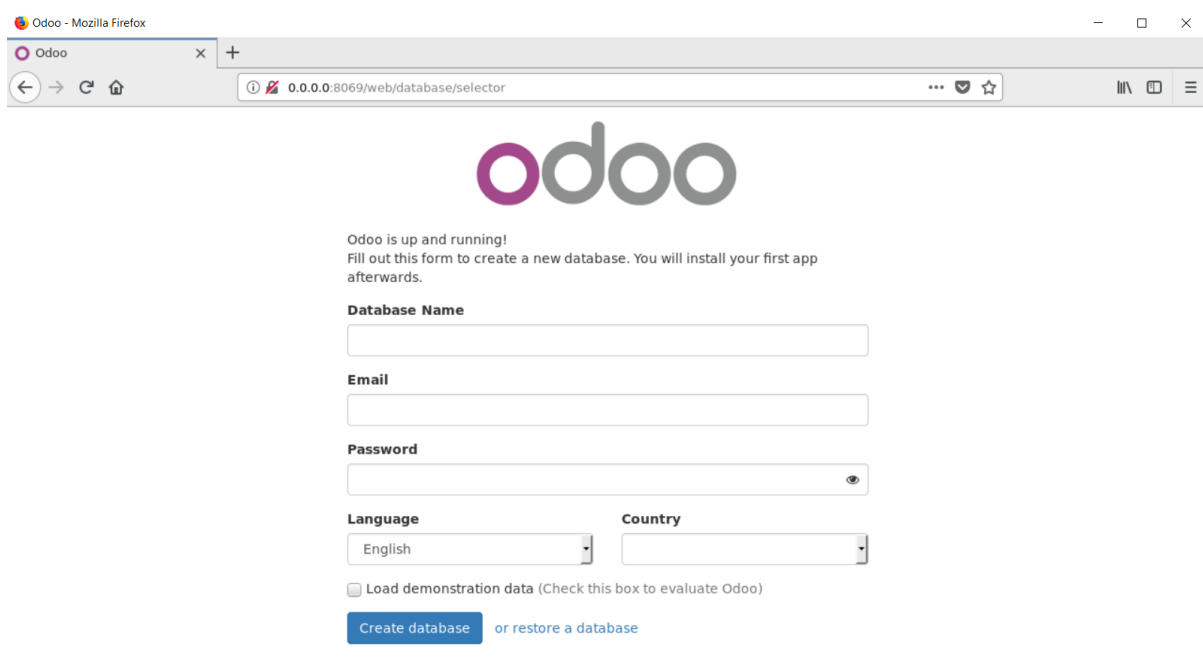 Odoo - Mozilla Firefox
Odoo
0.0.0.0:8069/web/database/selector
odoo
Odoo is up and running!
Fill out this form to create a new database. You will install your first app
afterwards.
Database Name
Email
Password
Language Country
English
Load demonstration data (Check this box to evaluate Odoo)
Create database or restore a database